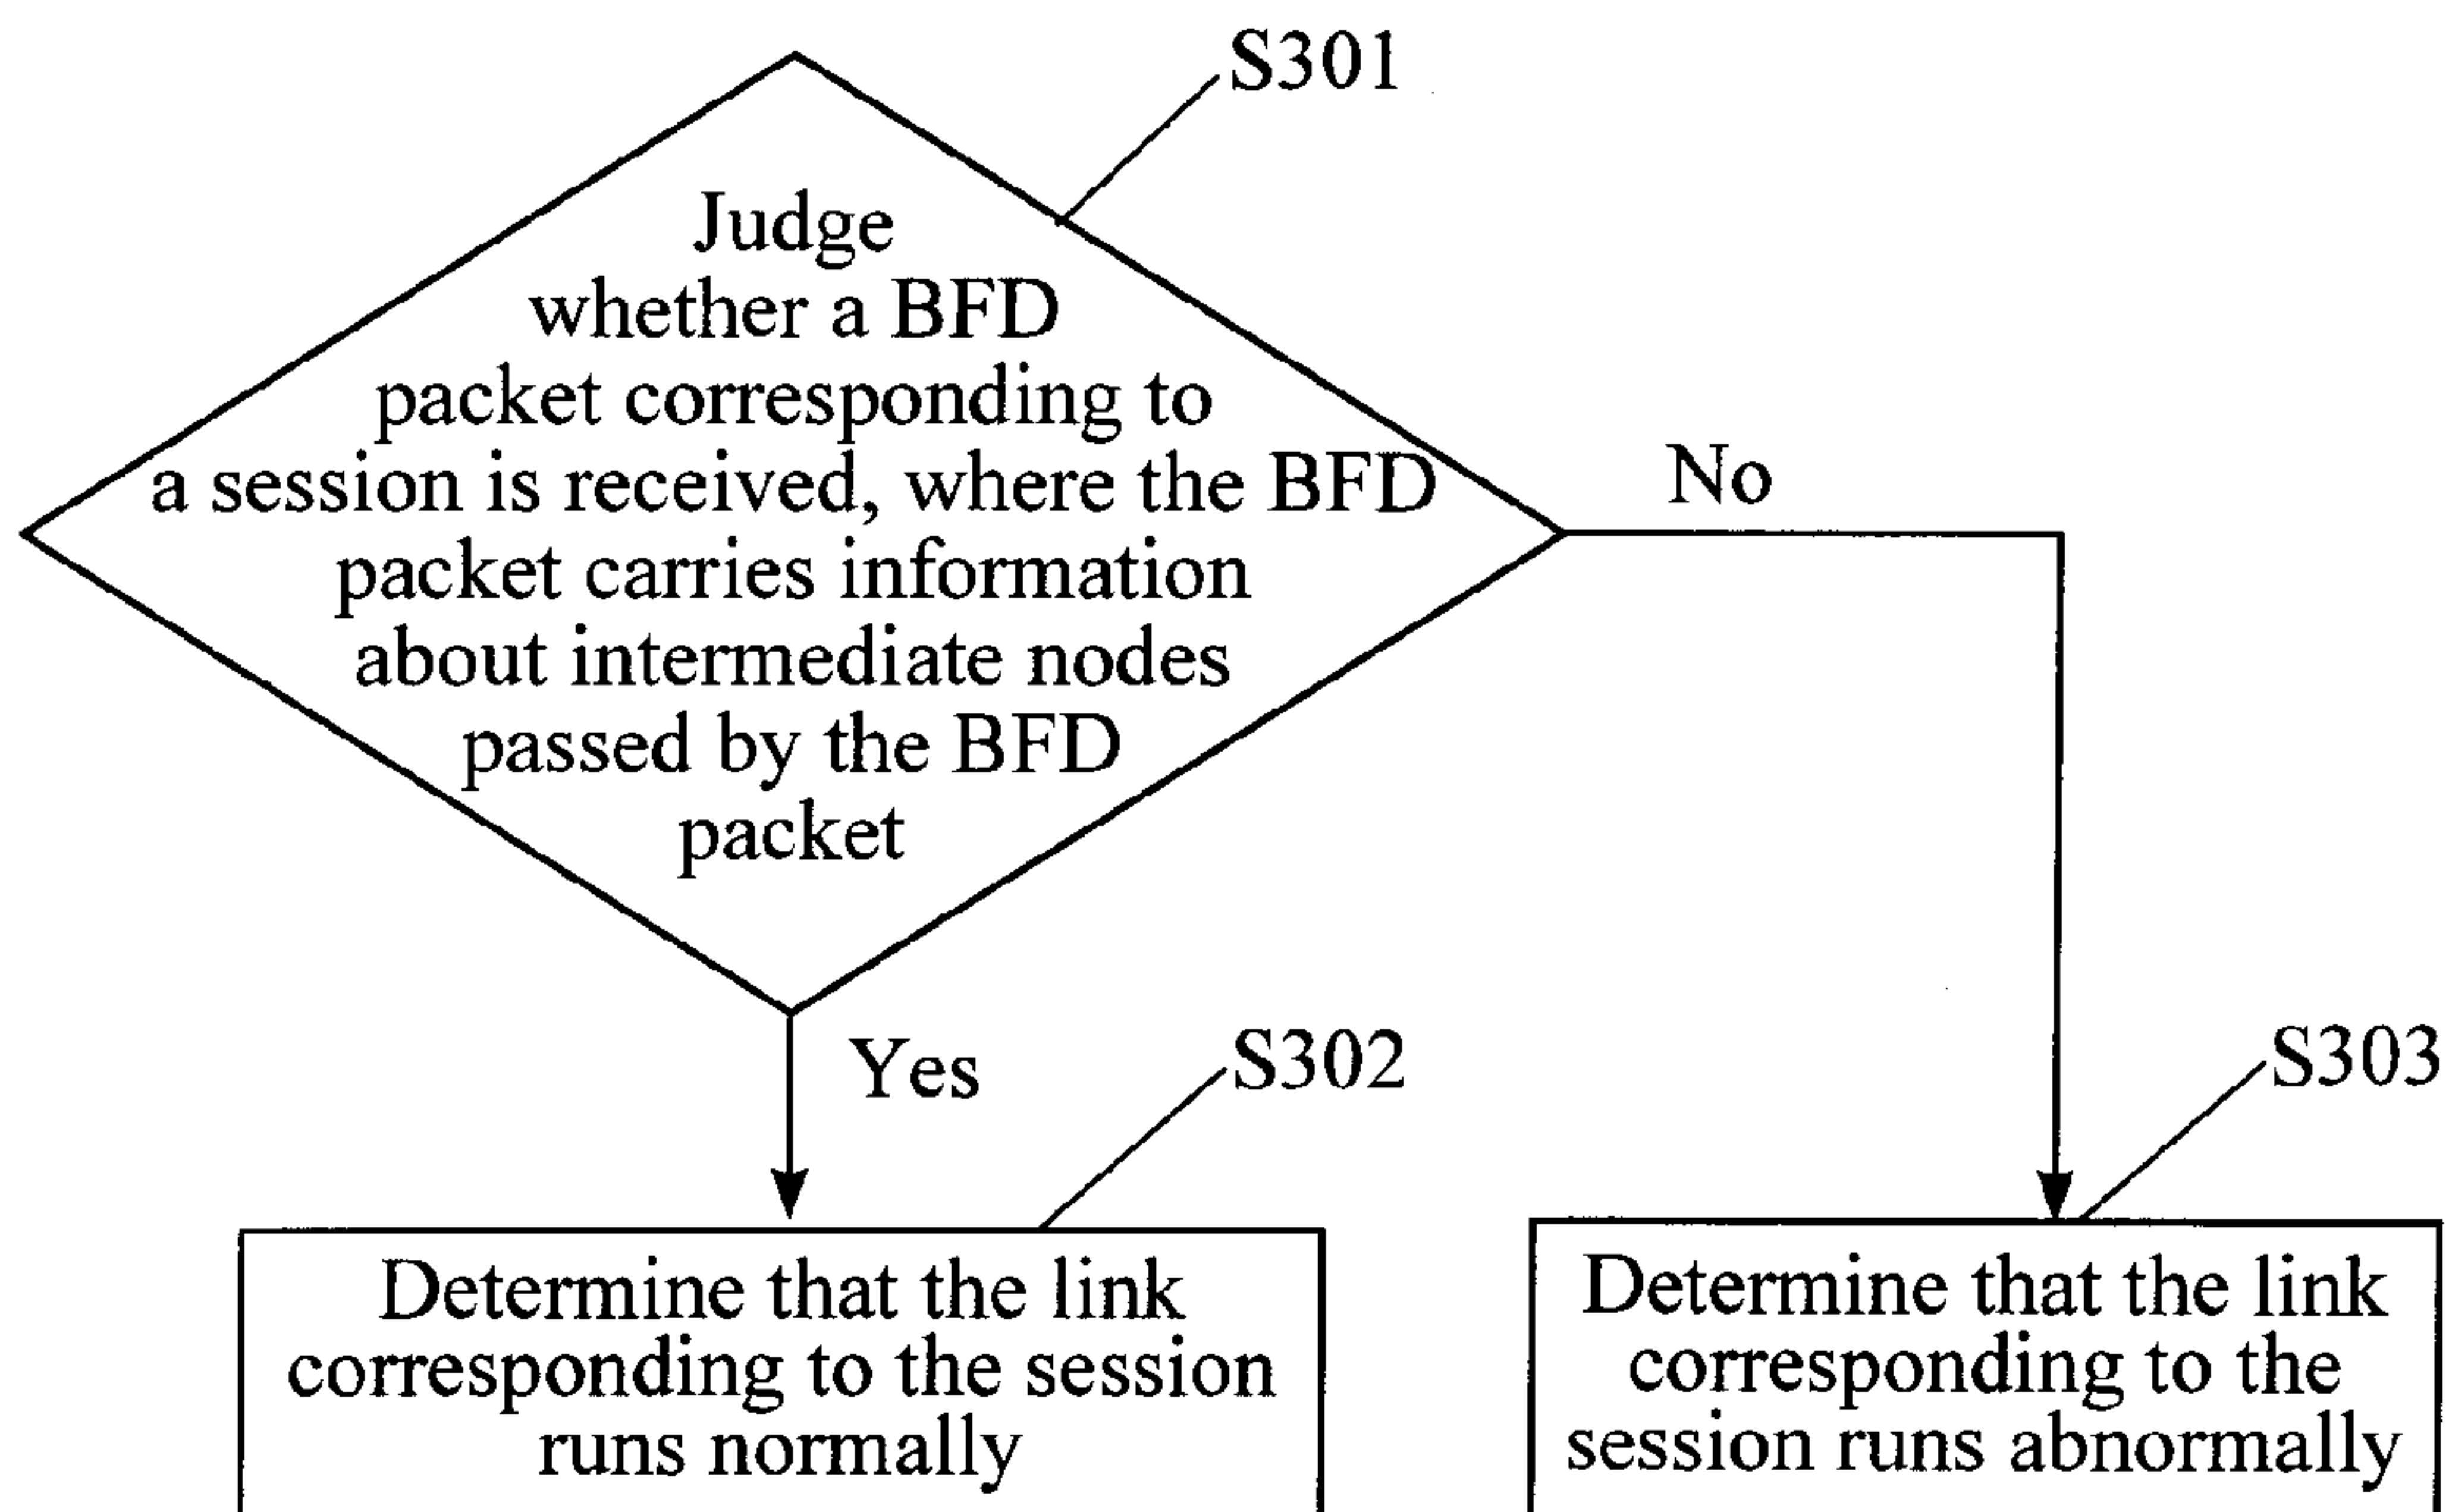 S301
Judge
whether a BFD
packet corresponding to
a session is received, where the BFD
packet carries information
about intermediate nodes
passed by the BFD
packet
No
Yes
S302
S303
Determine that the link
corresponding to the session
runs normally
Determine that the link
corresponding to the
session runs abnormally